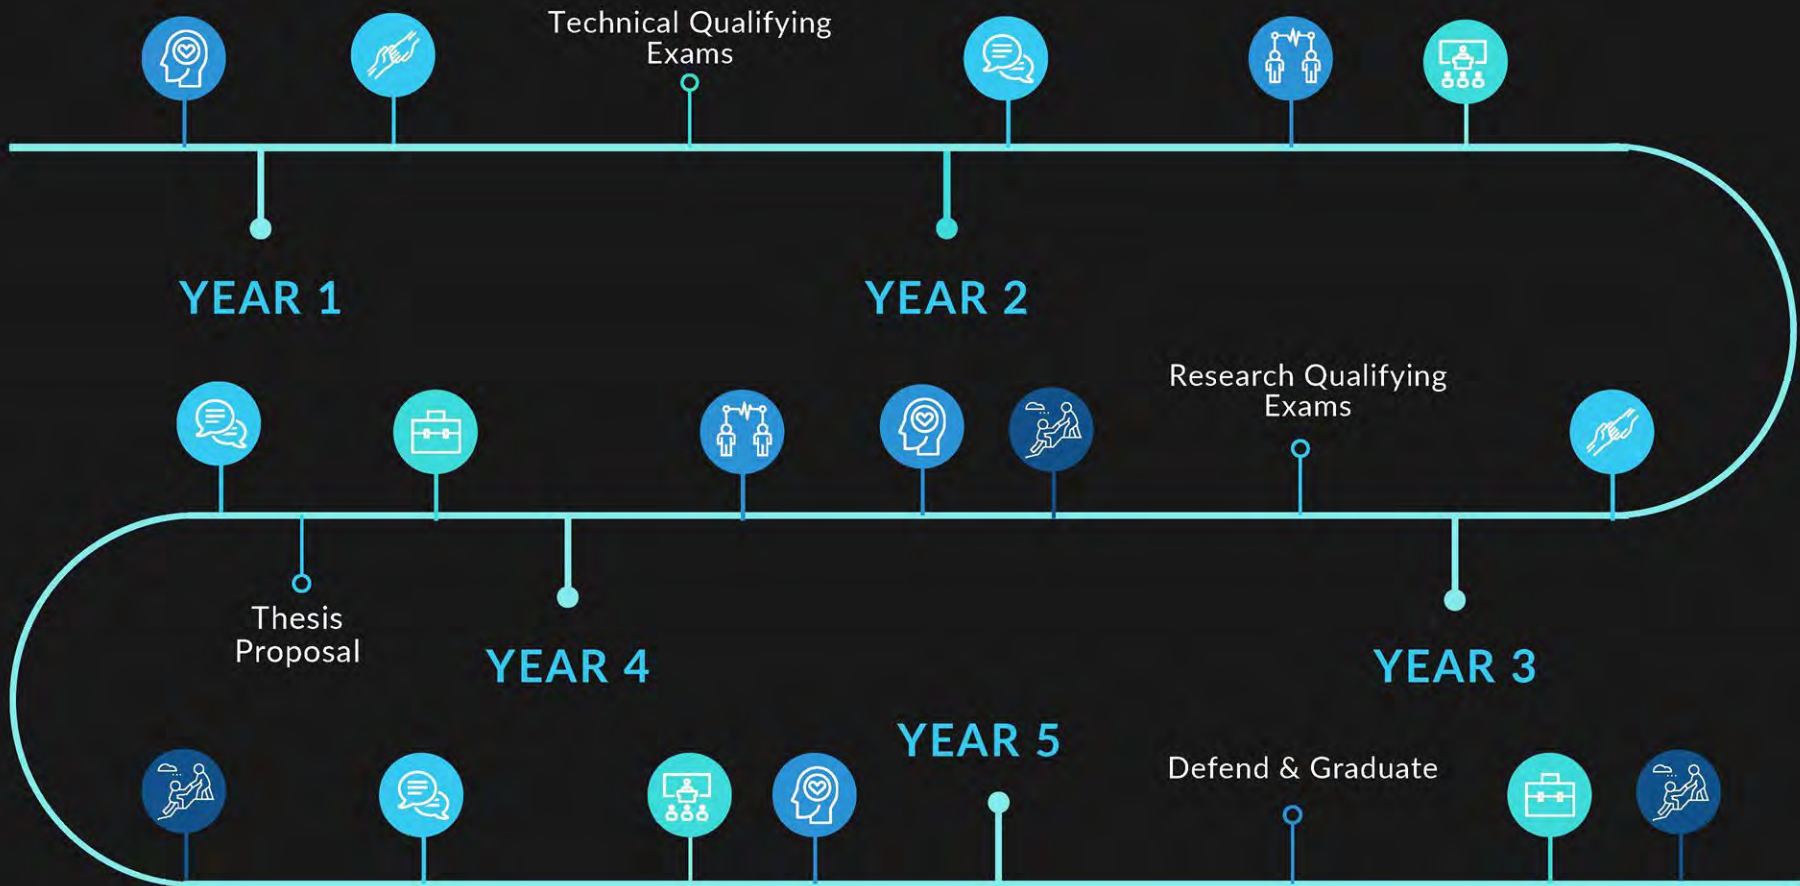 Technical Qualifying
Exams
YEAR 1
YEAR 2
Research Qualifying
Exams
Thesis
Proposal
YEAR 4
YEAR 3
YEAR 5
Defend & Graduate